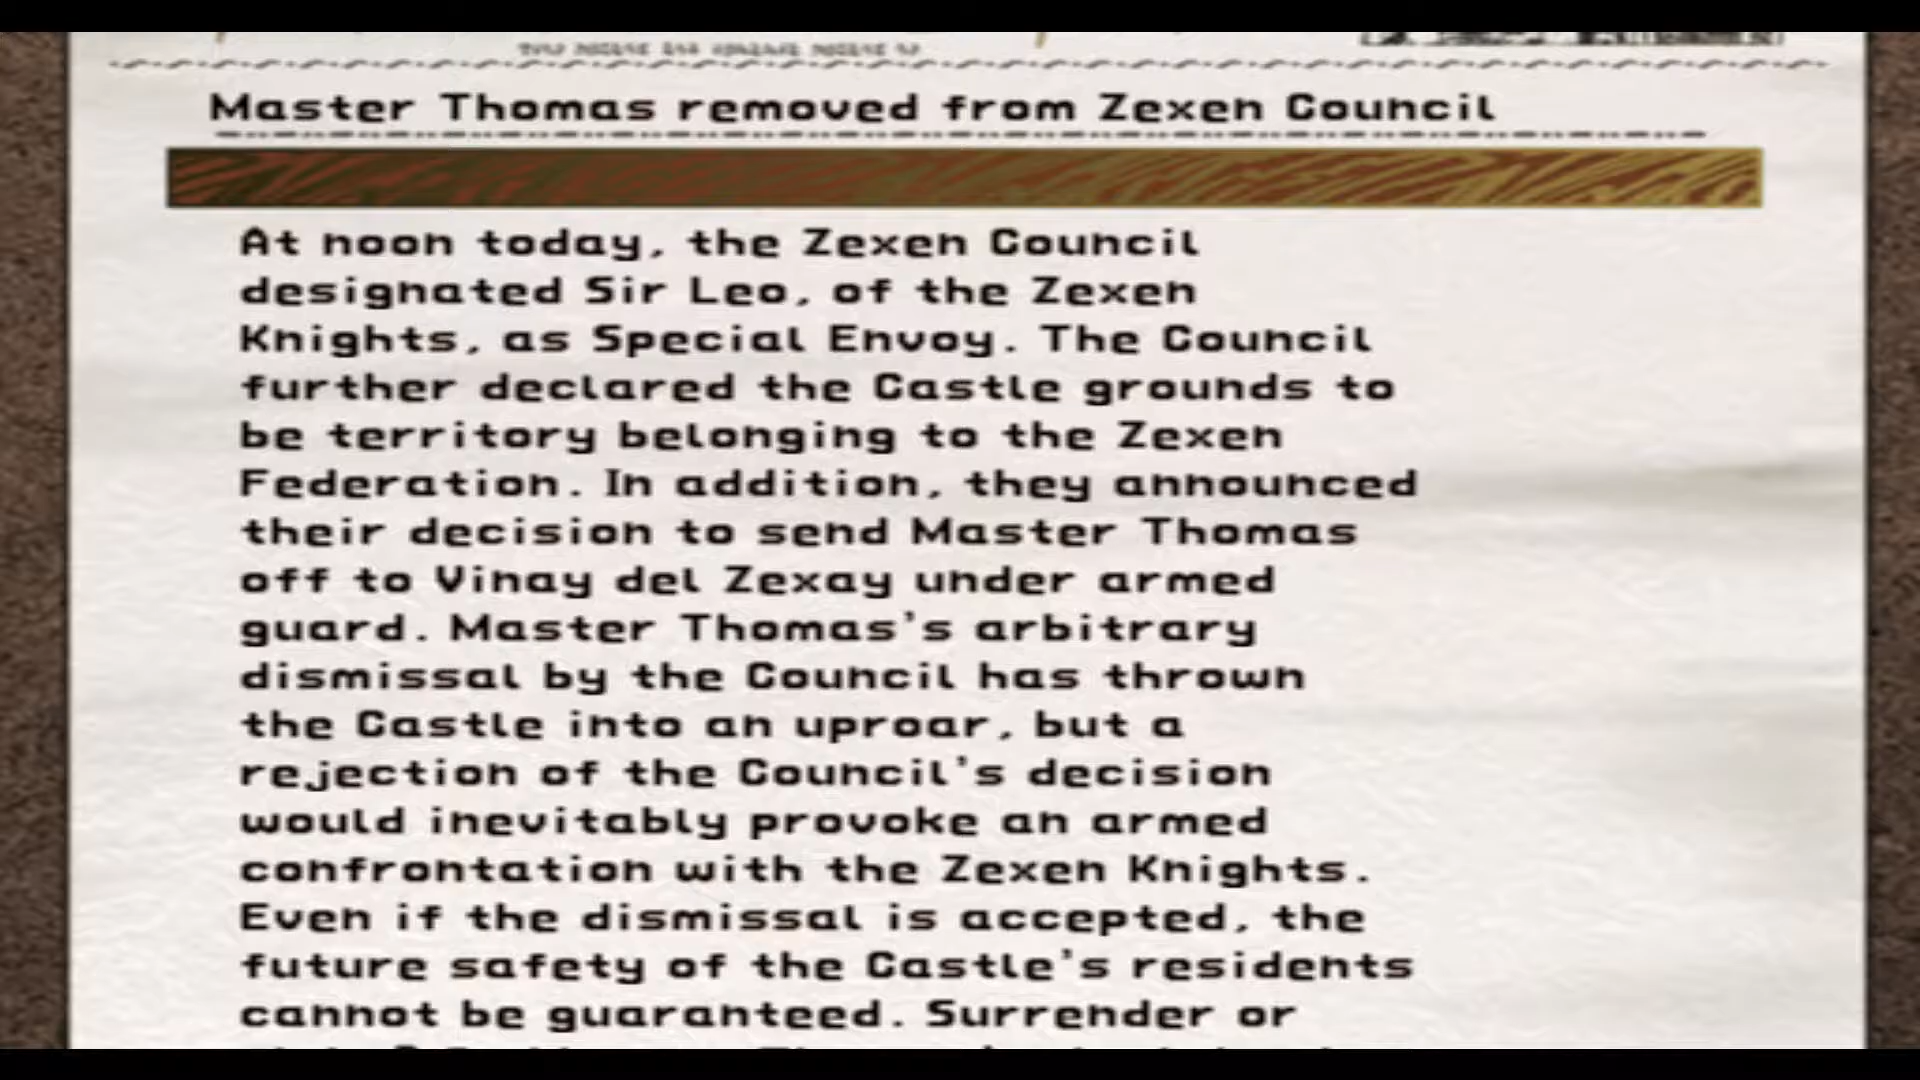 Master Thomas removed from Zexen Council
At noon today, the Zexen Council
designated Sir Leo, of the Zexen
Knights, as Special Envoy. The Council
further declared the Castle grounds to
be territory belonging to the Zexen
Federation. In addition, they announced
their decision to send Master Thomas
off to Vinay del Zexay under armed
guard. Master Thomas's arbitrary
dismissal by the Council has thrown
the Castle into an uproar, but a
rejection of the Council's decision
would inevitably provoke an armed
confrontation with the Zexen Knights.
Even if the dismissal is accepted, the
future safety of the Castle's residents
cannot be guaranteed. Surrender or